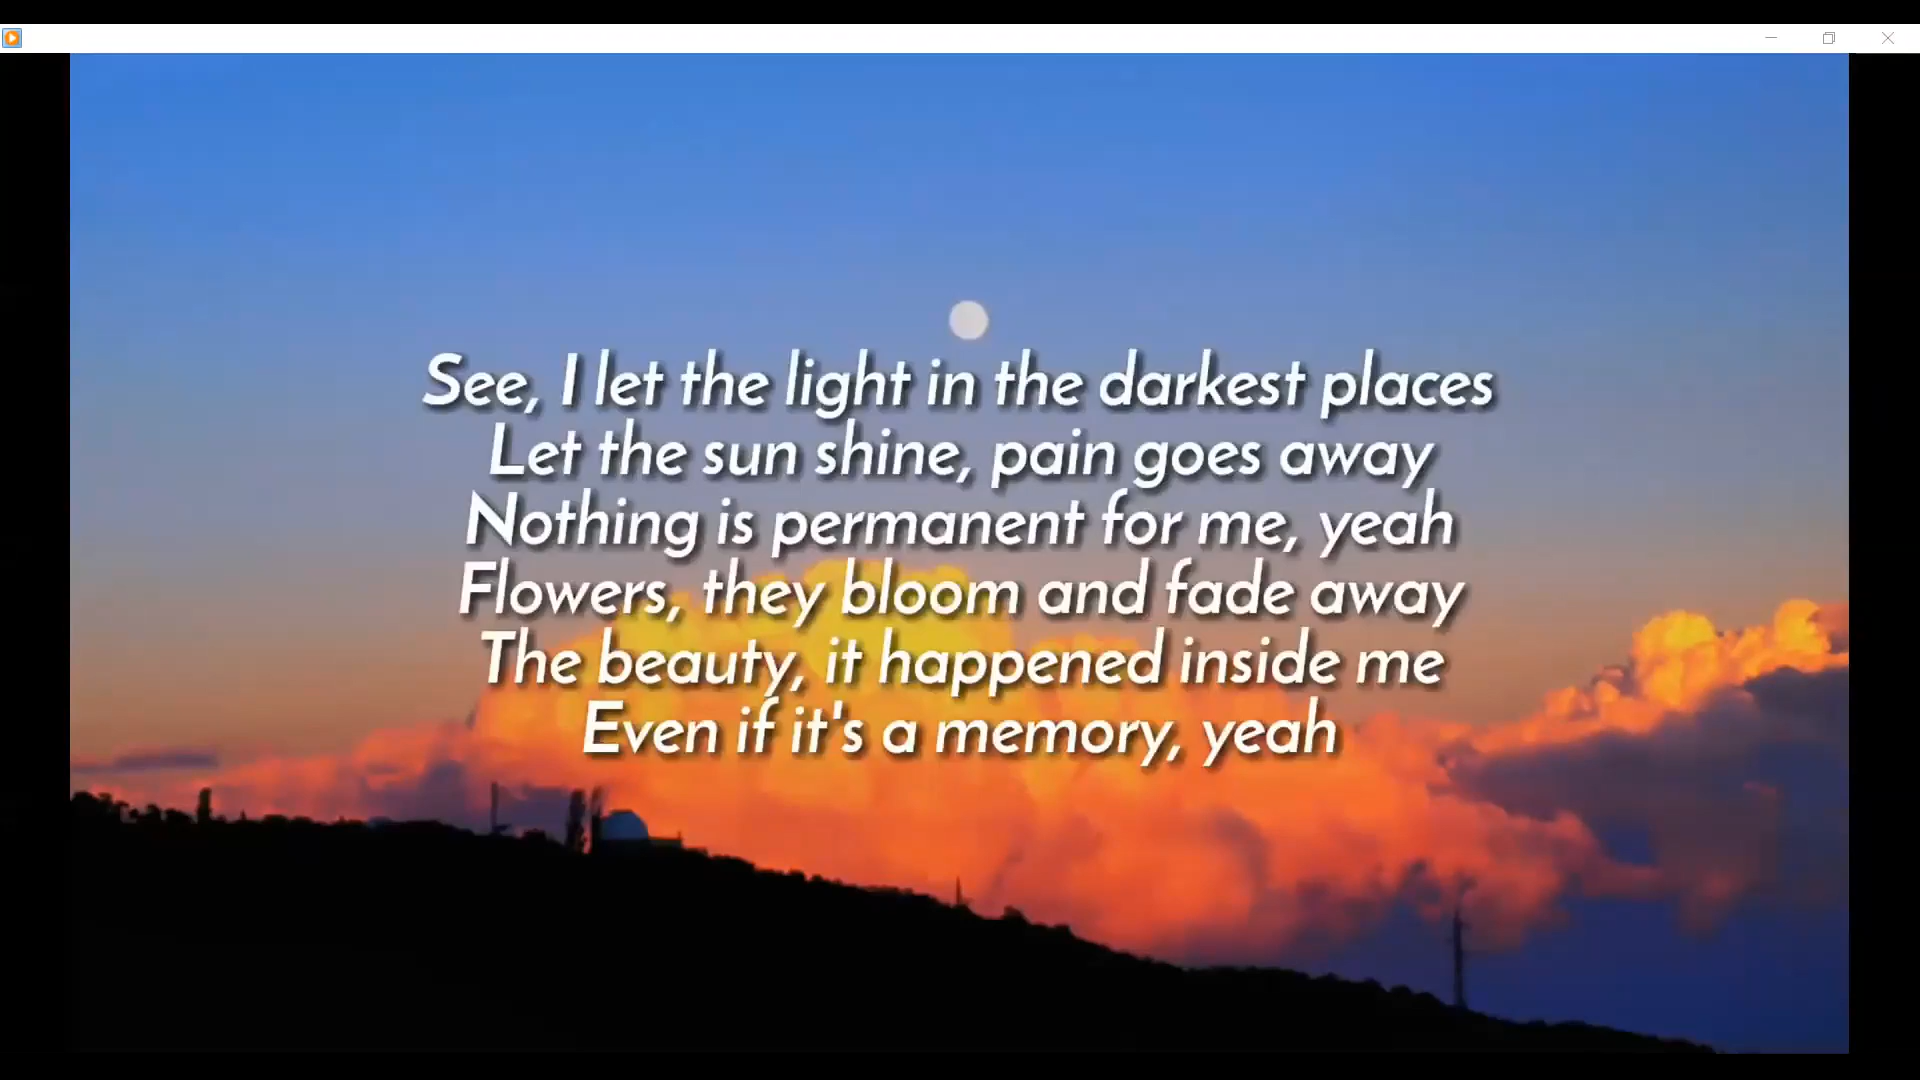 See, I let the light in the darkest places
Let the sun shine, pain goes away
Nothing is permanent for me, yeah
Flowers, they bloom and fade away
The beauty, it happened inside me
Even if it's a memory, yeah